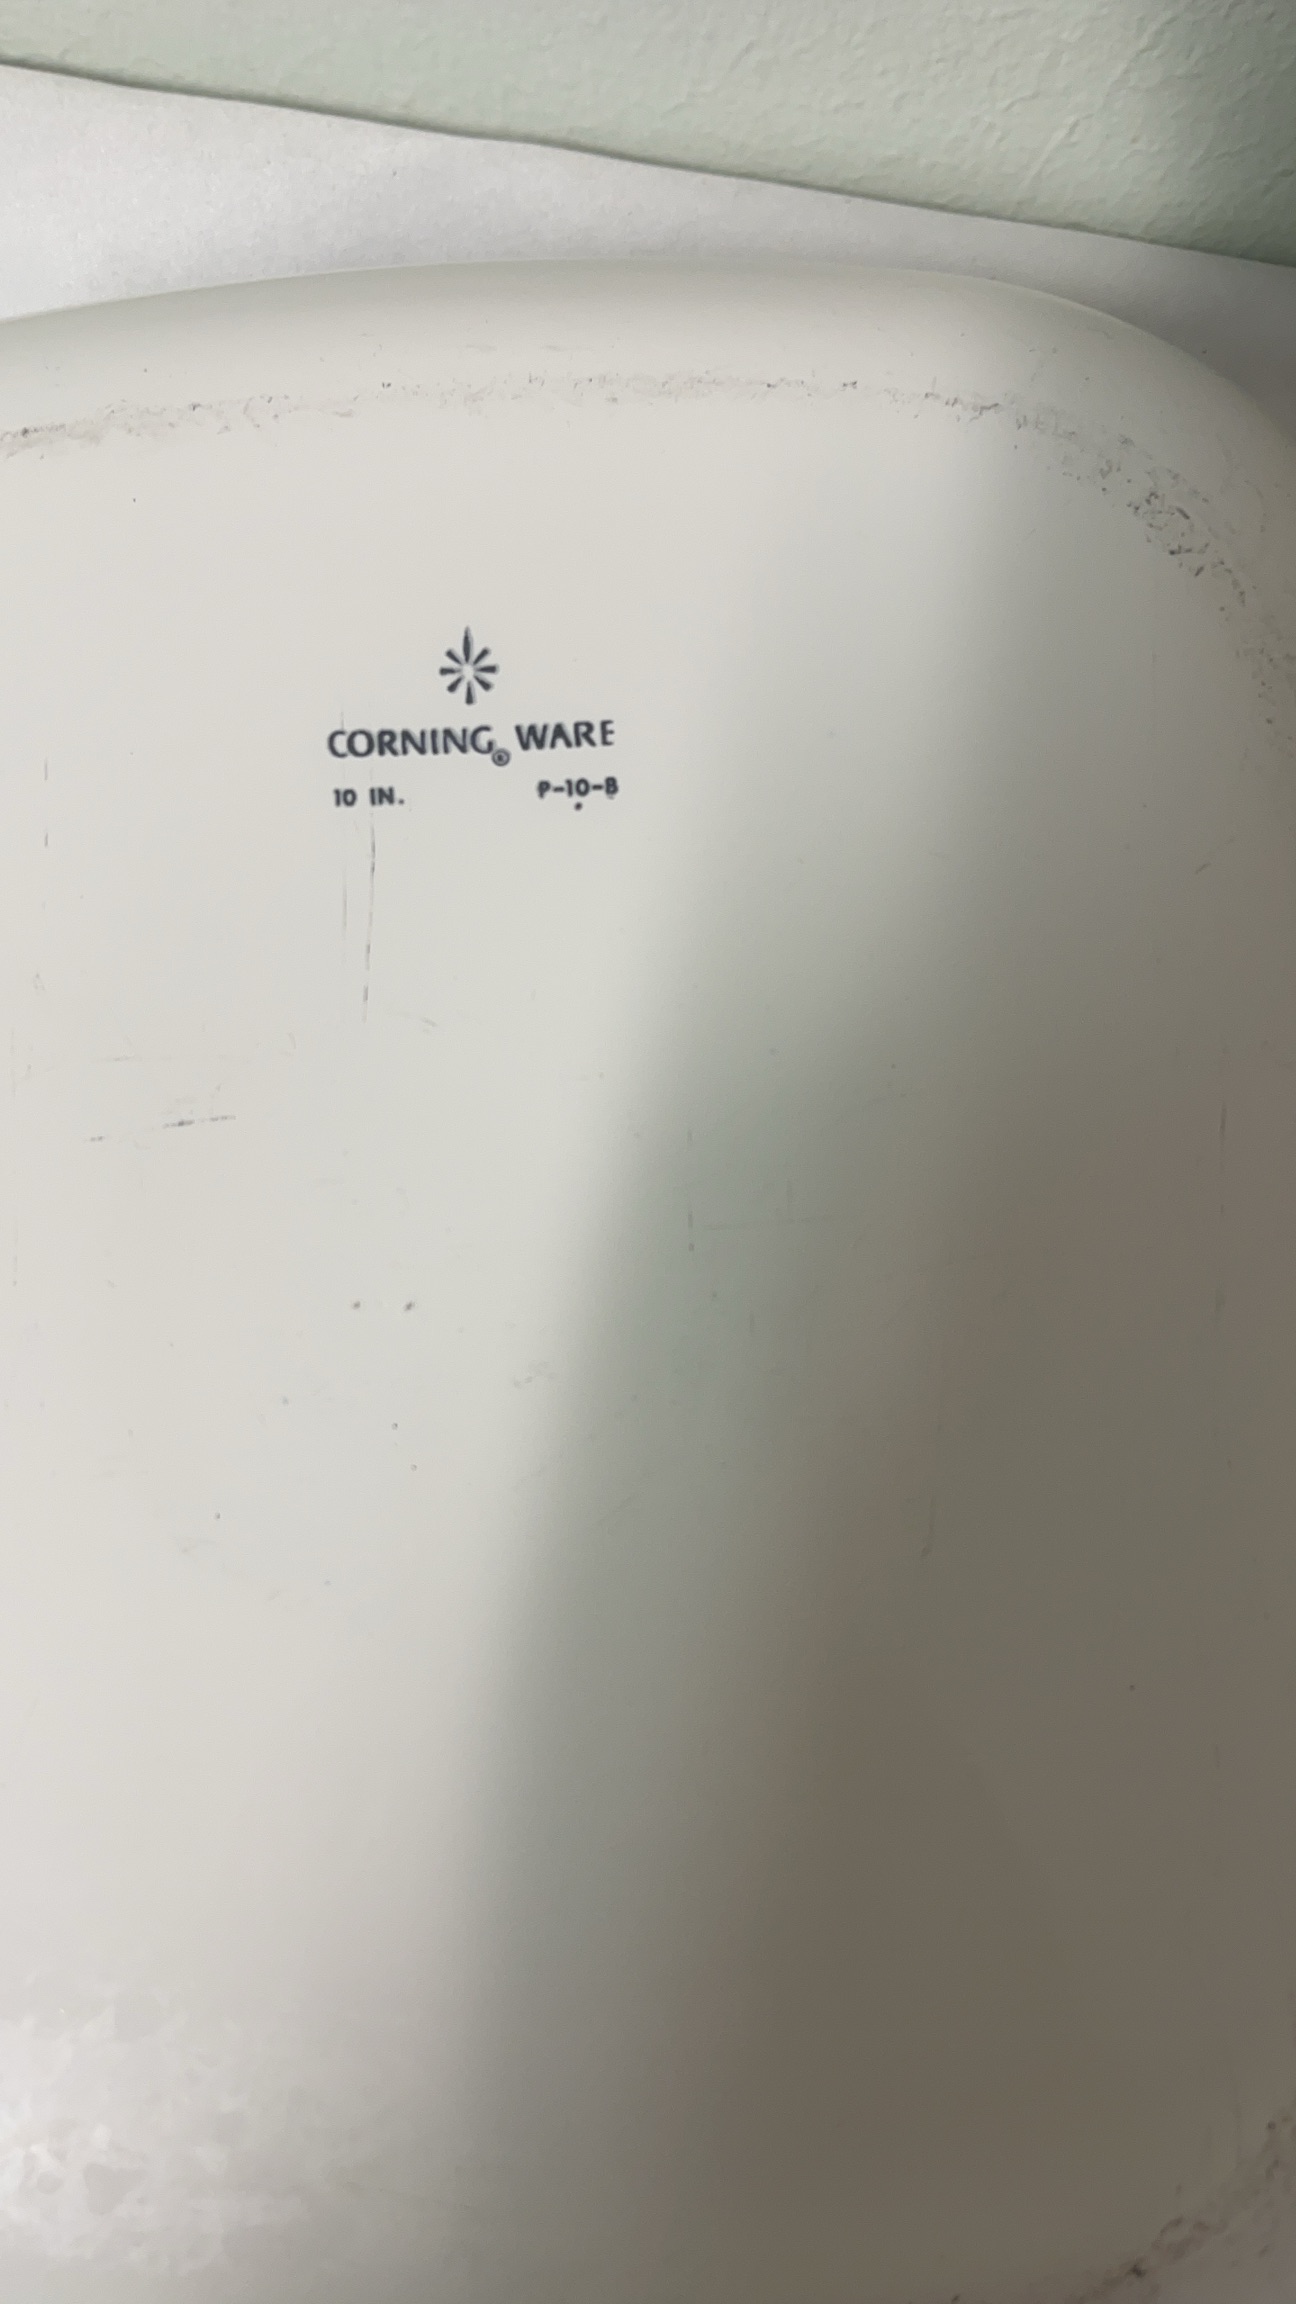 CORNING® WARE
10 IN. P-10-B